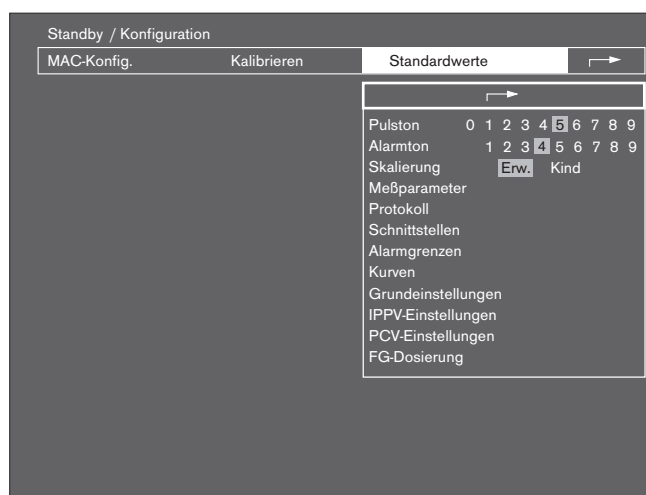 Standby / Konfiguration
MAC-Konfig. Kalibrieren Standardwerte
Pulston 0 1 2 3 4 5 6 7 8 9
Alarmton 1 2 3 4 5 6 7 8 9
Skalierung Erw. Kind
Meßparameter
Protokoll
Schnittstellen
Alarmgrenzen
Kurven
Grundeinstellungen
IPPV-Einstellungen
PCV-Einstellungen
FG-Dosierung